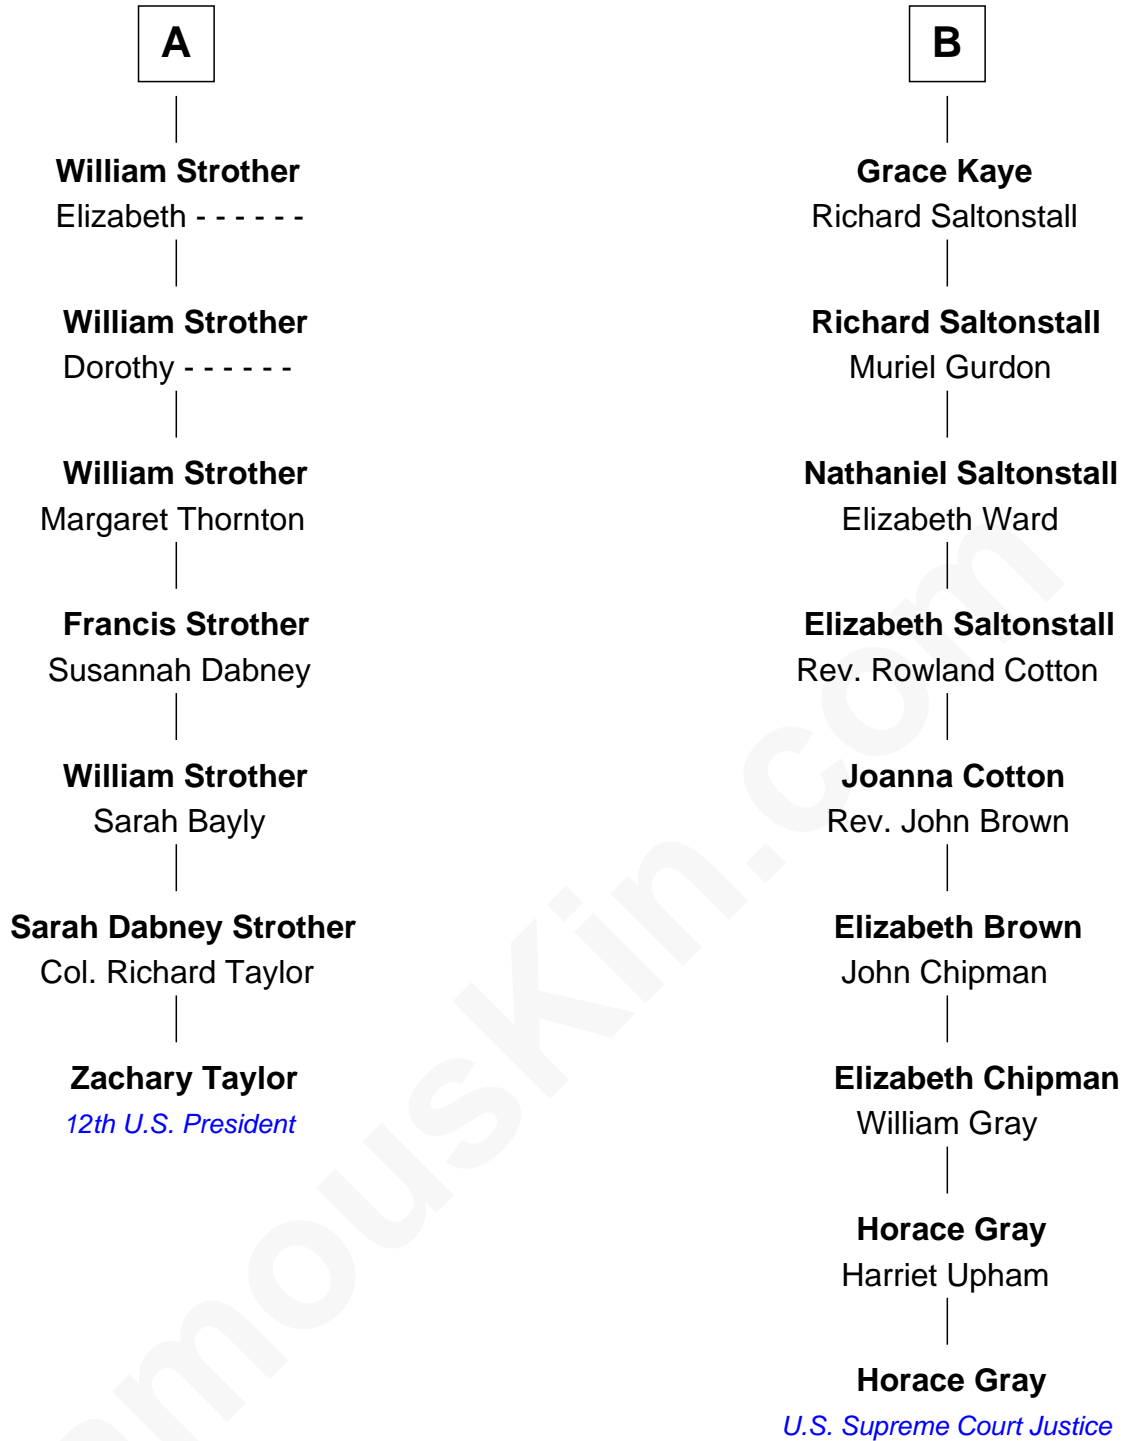 A
William Strother
Elizabeth - - - - - -
William Strother
Dorothy - - - - - -
William Strother
Margaret Thornton
Francis Strother
Susannah Dabney
William Strother
Sarah Bayly
Sarah Dabney Strother
Col. Richard Taylor
Zachary Taylor
12th U.S. President
B
Grace Kaye
Richard Saltonstall
Richard Saltonstall
Muriel Gurdon
Nathaniel Saltonstall
Elizabeth Ward
Elizabeth Saltonstall
Rev. Rowland Cotton
Joanna Cotton
Rev. John Brown
Elizabeth Brown
John Chipman
Elizabeth Chipman
William Gray
Horace Gray
Harriet Upham
Horace Gray
U.S. Supreme Court Justice
amousKin.com